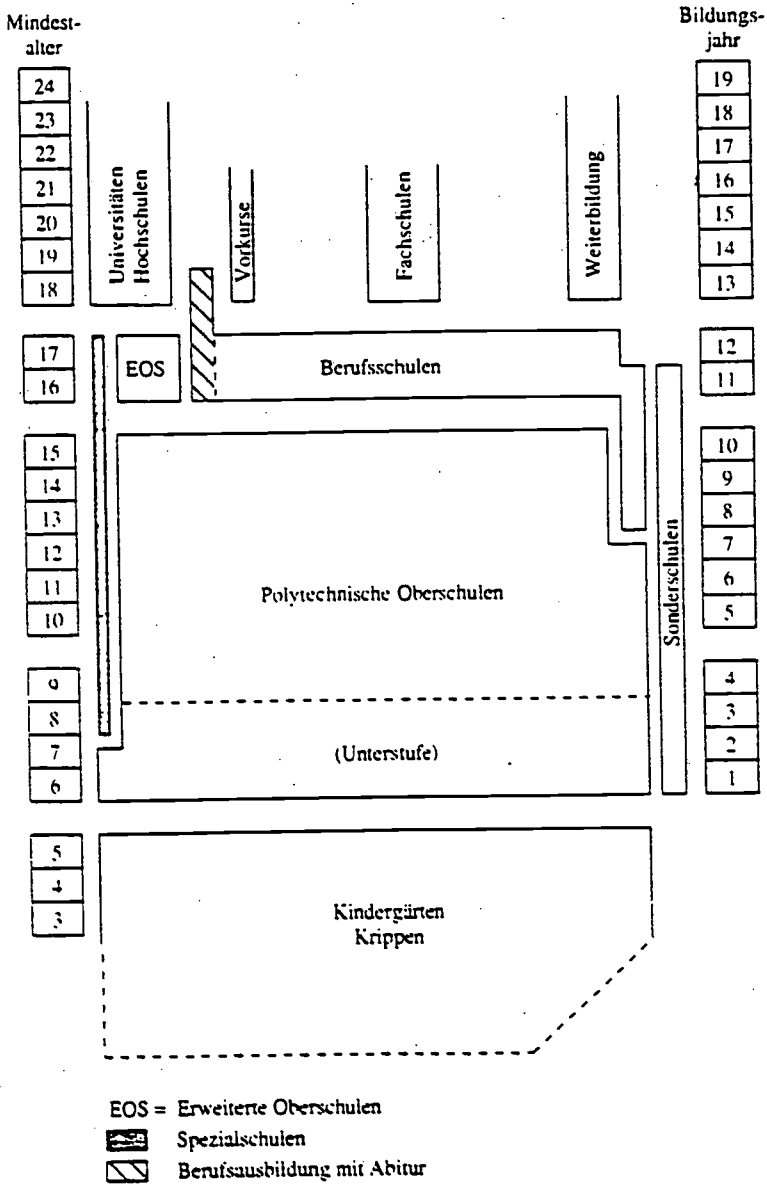 Mindest-
alter
Bildungs-
jahr
24
23
22
21
20
19
18
19
18
17
16
15
14
13
Universitäten
Hochschulen
Vorkurse
Fachschulen
Weiterbildung
17
16
EOS
Berufsschulen
12
11
15
14
13
12
11
10
Polytechnische Oberschulen
Sonderschulen
10
9
8
7
6
5
9
8
7
6
(Unterstufe)
4
3
2
1
5
4
3
Kindergärten
Krippen
EOS = Erweiterte Oberschulen
Spezialschulen
Berufsausbildung mit Abitur